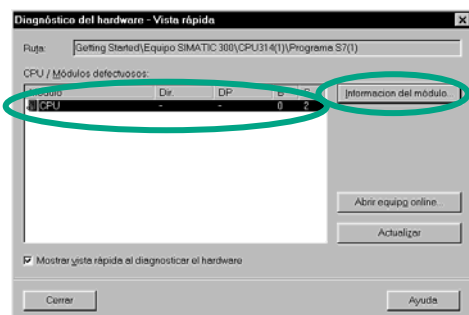 Diagnóstico del hardware - Vista rápida
Ruta: Getting Started\Equipo SIMATIC 300\CPU314(1)\Programa S7(1)
CPU / Módulos defectuosos:
Módulo Dir. DP B S
CPU - - 0 2
Informacion del módulo...
Abrir equipo online...
Actualizar
Mostrar vista rápida al diagnosticar el hardware
Cerrar Ayuda